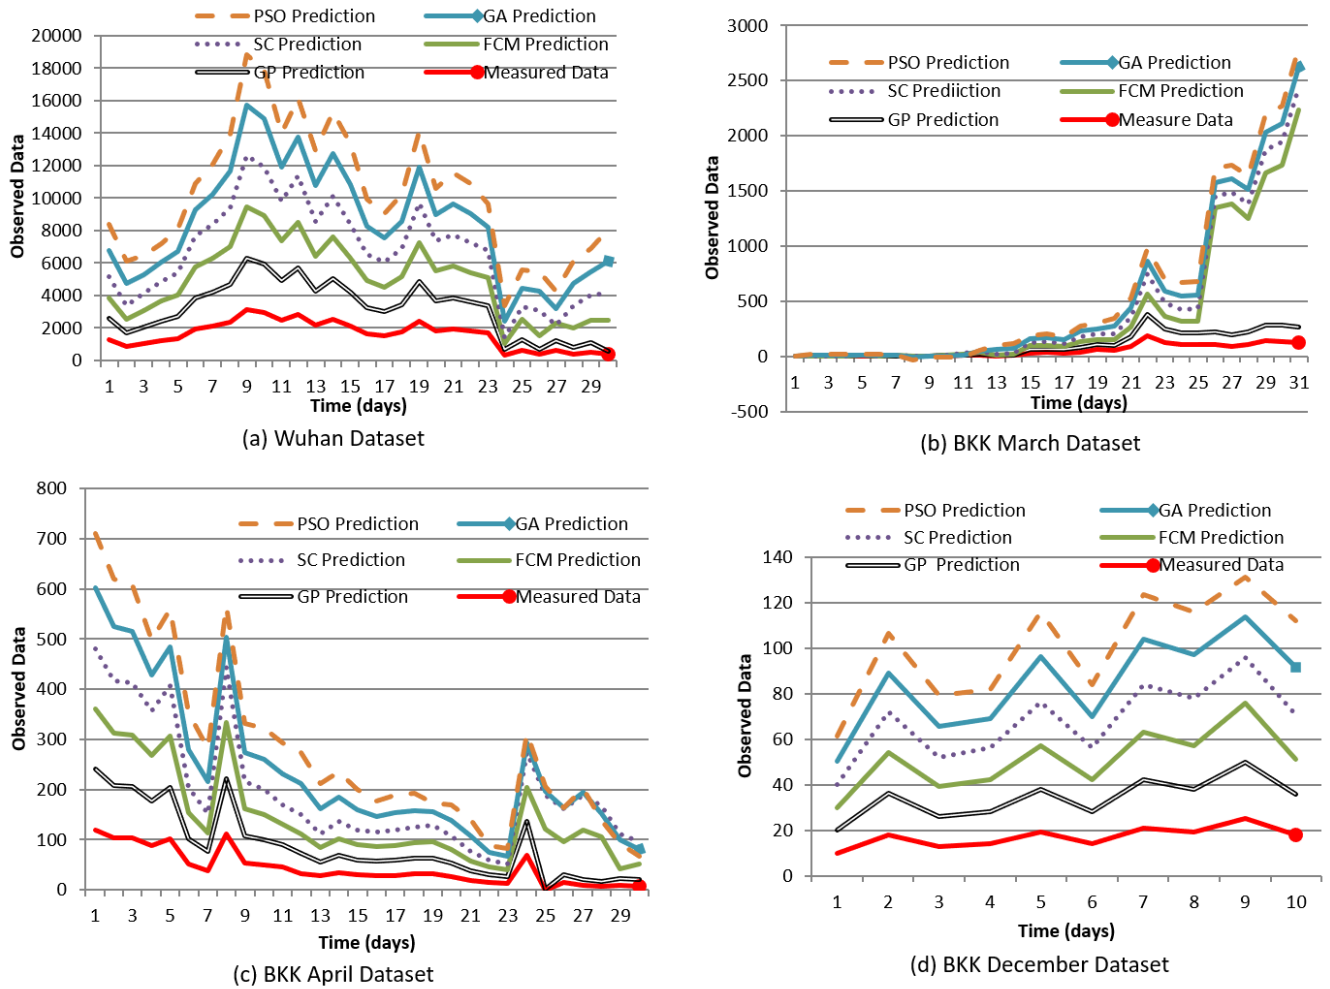 PSO Prediction GA Prediction
SC Prediction FCM Prediction
GP Prediction Measured Data
20000
18000
16000
14000
12000
10000
8000
6000
4000
2000
0
Observed Data
1 3 5 7 9 11 13 15 17 19 21 23 25 27 29
Time (days)
(a) Wuhan Dataset
3000
2500
2000
1500
1000
500
0
-500
Observed Data
PSO Prediction GA Prediction
SC Prediiction FCM Prediction
GP Prediction Measure Data
1 3 5 7 9 11 13 15 17 19 21 23 25 27 29 31
Time (days)
(b) BKK March Dataset
800
700
600
500
400
300
200
100
0
Observed Data
PSO Prediction GA Prediction
SC Prediction FCM Prediction
GP Prediction Measured Data
1 3 5 7 9 11 13 15 17 19 21 23 25 27 29
Time (days)
(c) BKK April Dataset
PSO Prediction GA Prediction
SC Prediction FCM Prediction
GP Prediction Measured Data
140
120
100
80
60
40
20
0
Observed Data
1 2 3 4 5 6 7 8 9 10
Time (days)
(d) BKK December Dataset